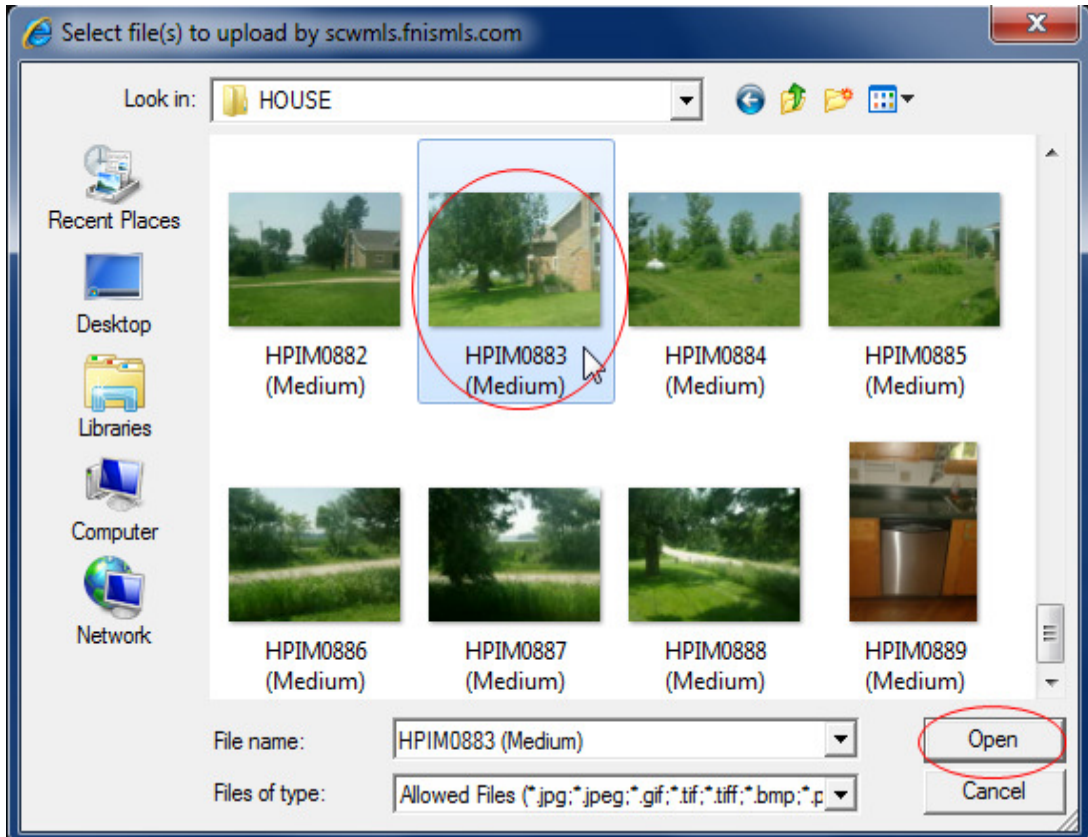 Select file(s) to upload by scwmls.fnismls.com
Look in: HOUSE
Recent Places
Desktop
Libraries
Computer
Network
HPIM0882 (Medium)
HPIM0883 (Medium)
HPIM0884 (Medium)
HPIM0885 (Medium)
HPIM0886 (Medium)
HPIM0887 (Medium)
HPIM0888 (Medium)
HPIM0889 (Medium)
File name: HPIM0883 (Medium)
Open
Files of type: Allowed Files (*.jpg;*.jpeg;*.gif;*.tif;*.tiff;*.bmp;*.p
Cancel